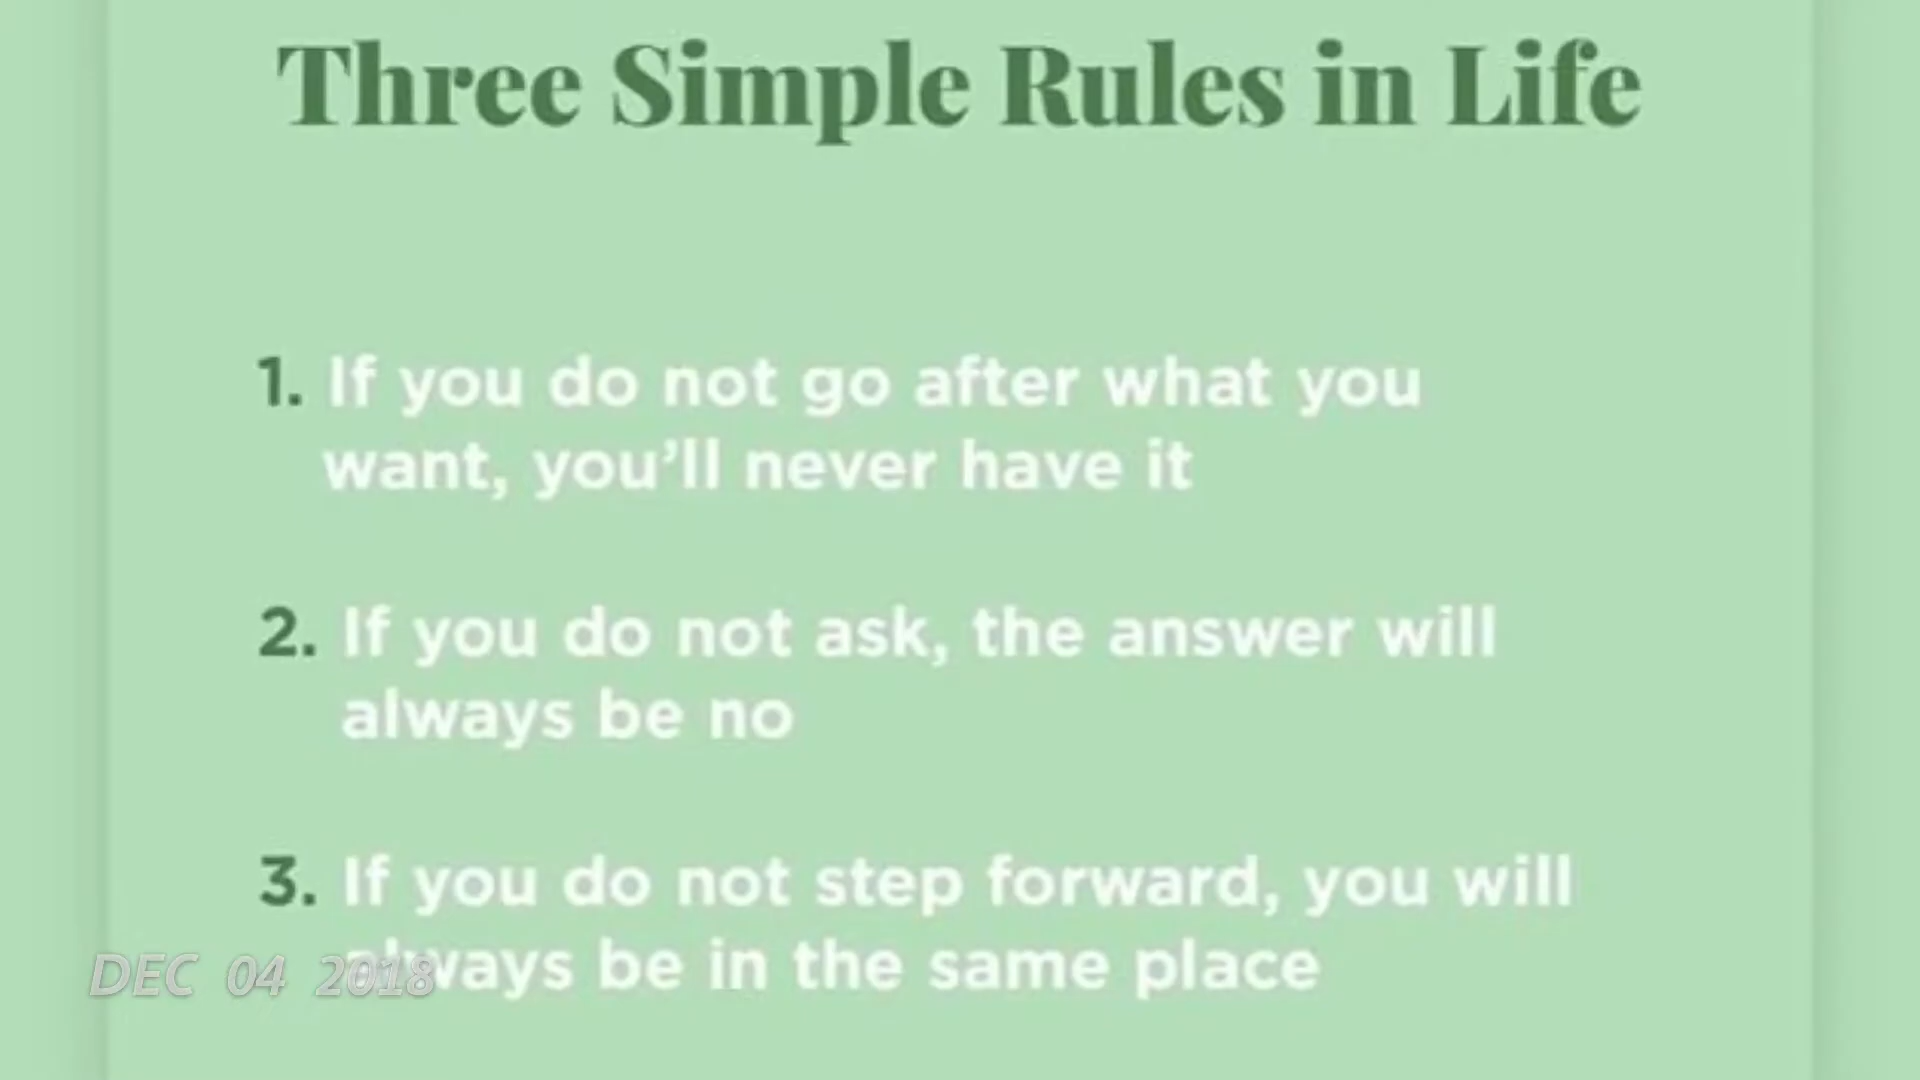 Three Simple Rules in Life
1. If you do not go after what you
want, you’ll never have it
2. If you do not ask, the answer will
always be no
3. If you do not step forward, you will
always be in the same place
DEC 04 2018